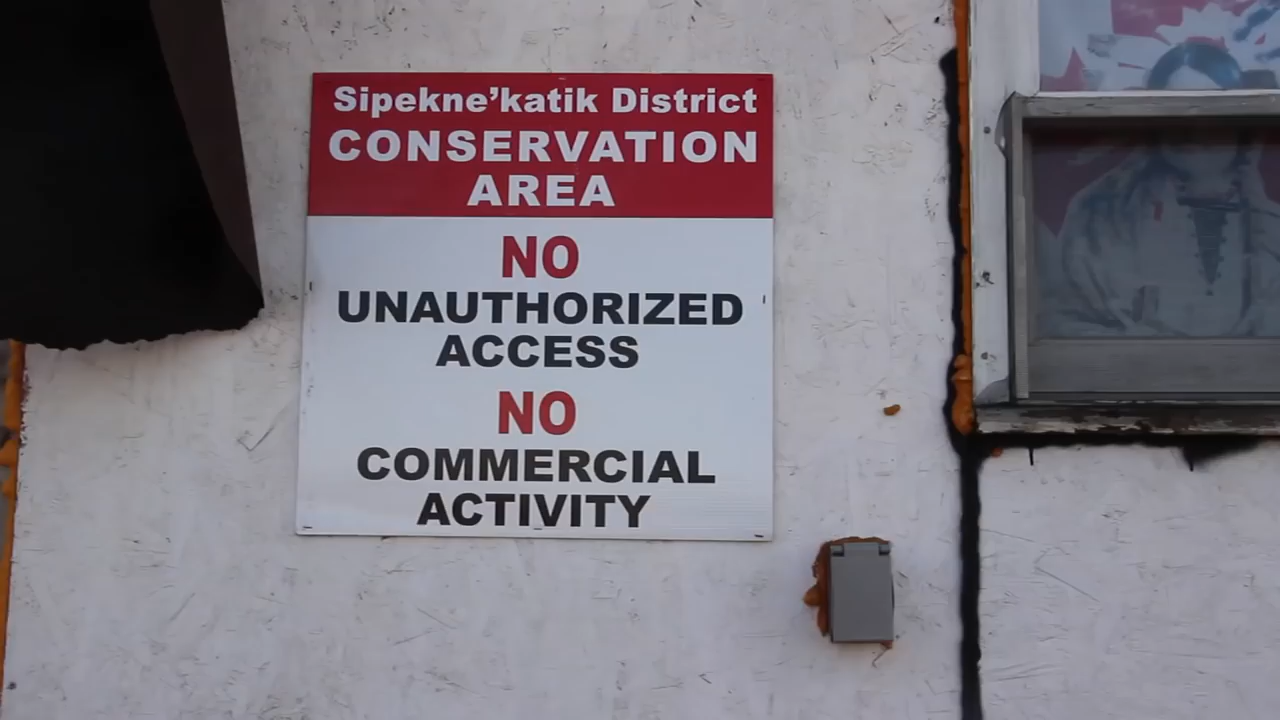 Sipekne’katik District
CONSERVATION
AREA
NO
UNAUTHORIZED
ACCESS
NO
COMMERCIAL
ACTIVITY